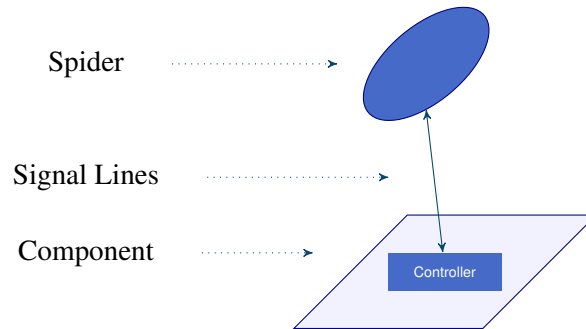 Spider
Signal Lines
Component
Controller